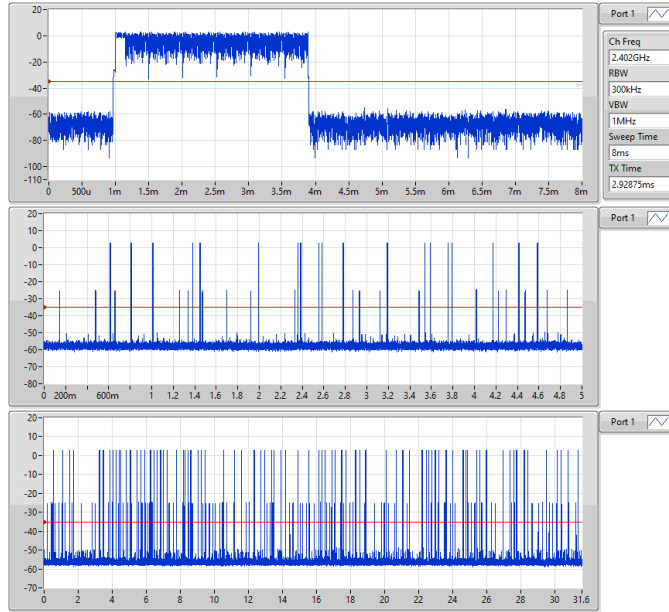 20
0
-20
-40
-60
-80
-100
-110
0 500u 1m 1.5m 2m 2.5m 3m 3.5m 4m 4.5m 5m 5.5m 6m 6.5m 7m 7.5m 8m
Port 1
Ch Freq
2.402GHz
RBW
300kHz
VBW
1MHz
Sweep Time
8ms
TX Time
2.92875ms
20
10
0
-10
-20
-30
-40
-50
-60
-70
-80
0 200m 600m 1 1.2 1.4 1.6 1.8 2 2.2 2.4 2.6 2.8 3 3.2 3.4 3.6 3.8 4 4.2 4.4 4.6 4.8 5
Port 1
20
10
0
-10
-20
-30
-40
-50
-60
-70
0 2 4 6 8 10 12 14 16 18 20 22 24 26 28 30 31.6
Port 1